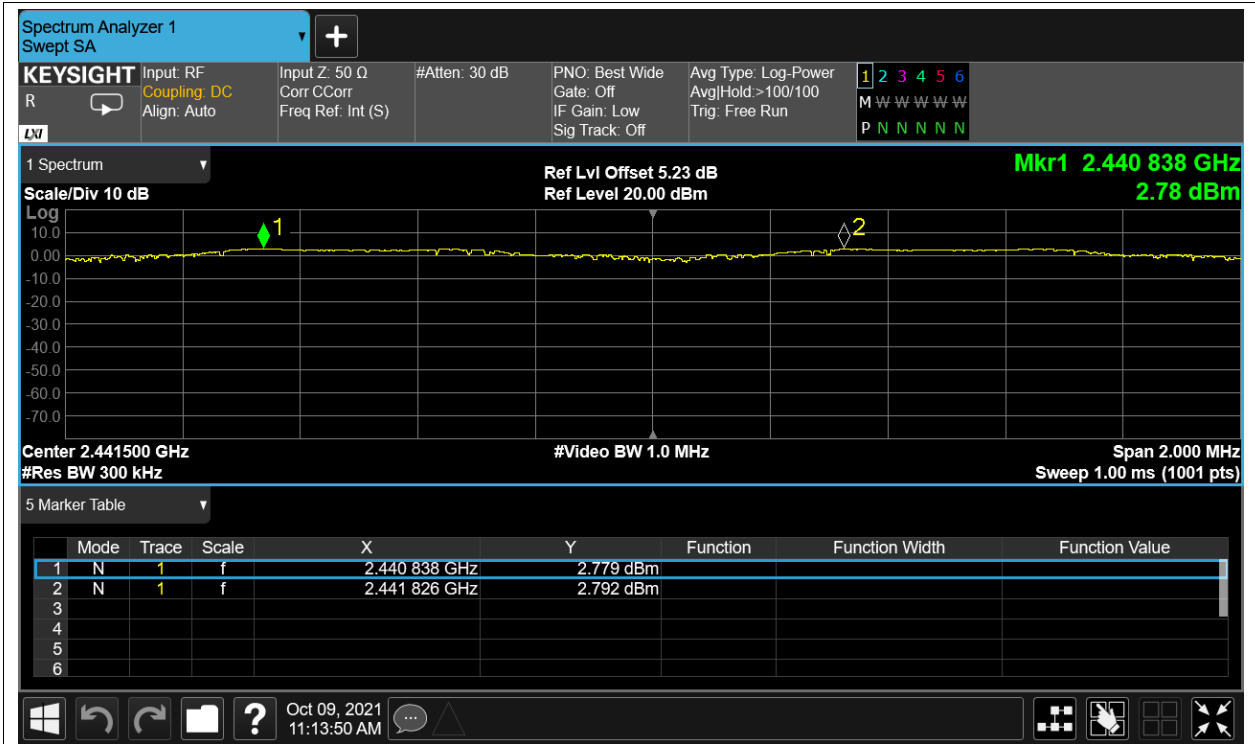 Spectrum Analyzer 1
Swept SA
KEYSIGHT
R
LXI
Input: RF
Coupling: DC
Align: Auto
Input Z: 50 Ω
Corr CCorr
Freq Ref: Int (S)
#Atten: 30 dB
PNO: Best Wide
Gate: Off
IF Gain: Low
Sig Track: Off
Avg Type: Log-Power
Avg|Hold:>100/100
Trig: Free Run
1 2 3 4 5 6
M W W W W W
P N N N N N
1 Spectrum
Scale/Div 10 dB
Ref Lvl Offset 5.23 dB
Ref Level 20.00 dBm
Mkr1 2.440 838 GHz
2.78 dBm
Log
10.0
0.00
-10.0
-20.0
-30.0
-40.0
-50.0
-60.0
-70.0
1
2
Center 2.441500 GHz
#Res BW 300 kHz
#Video BW 1.0 MHz
Span 2.000 MHz
Sweep 1.00 ms (1001 pts)
5 Marker Table
Mode Trace Scale X Y Function Function Width Function Value
1 N 1 f 2.440 838 GHz 2.779 dBm
2 N 1 f 2.441 826 GHz 2.792 dBm
3
4
5
6
?
Oct 09, 2021
11:13:50 AM